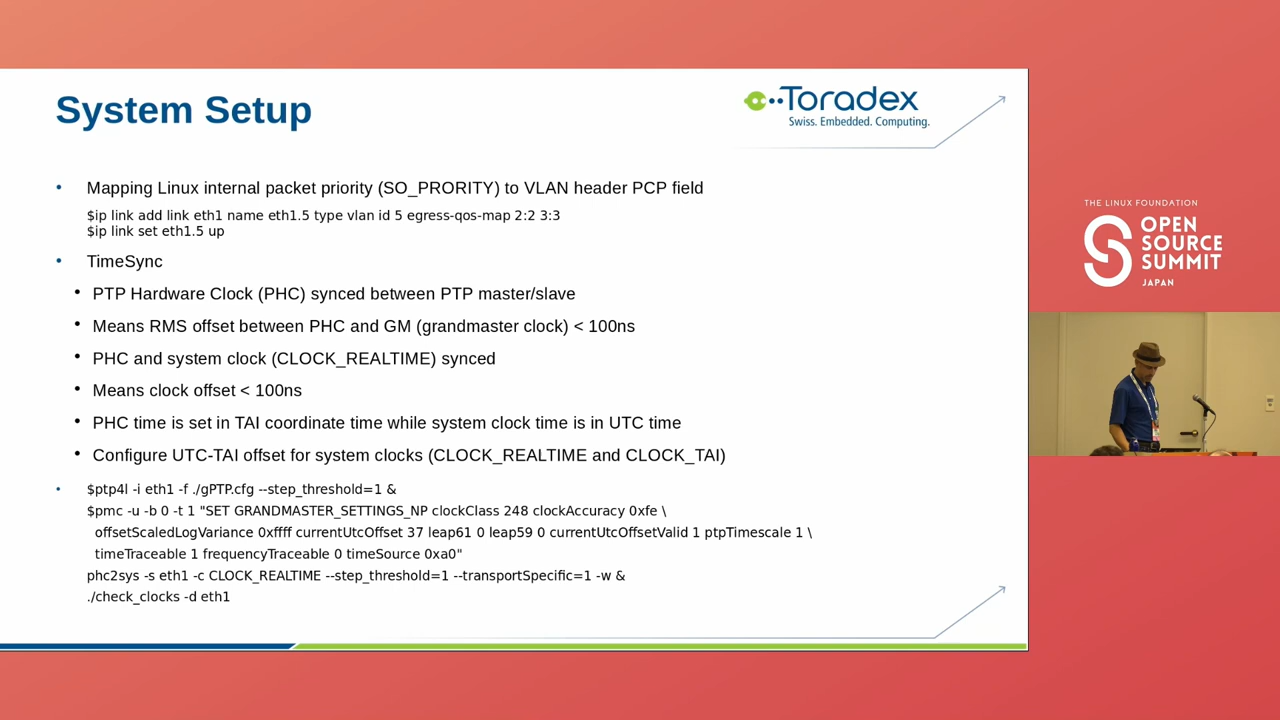 System Setup
Toradex
Swiss. Embedded. Computing.
• Mapping Linux internal packet priority (SO_PRORITY) to VLAN header PCP field
$ip link add link eth1 name eth1.5 type vlan id 5 egress-qos-map 2:2 3:3
$ip link set eth1.5 up
• TimeSync
• PTP Hardware Clock (PHC) synced between PTP master/slave
• Means RMS offset between PHC and GM (grandmaster clock) < 100ns
• PHC and system clock (CLOCK_REALTIME) synced
• Means clock offset < 100ns
• PHC time is set in TAI coordinate time while system clock time is in UTC time
• Configure UTC-TAI offset for system clocks (CLOCK_REALTIME and CLOCK_TAI)
• $ptp4l -i eth1 -f ./gPTP.cfg --step_threshold=1 &
$pmc -u -b 0 -t 1 "SET GRANDMASTER_SETTINGS_NP clockClass 248 clockAccuracy 0xfe \
offsetScaledLogVariance 0xffff currentUtcOffset 37 leap61 0 leap59 0 currentUtcOffsetValid 1 ptpTimescale 1 \
timeTraceable 1 frequencyTraceable 0 timeSource 0xa0"
phc2sys -s eth1 -c CLOCK_REALTIME --step_threshold=1 --transportSpecific=1 -w &
./check_clocks -d eth1
THE LINUX FOUNDATION
OPEN
SOURCE
SUMMIT
JAPAN